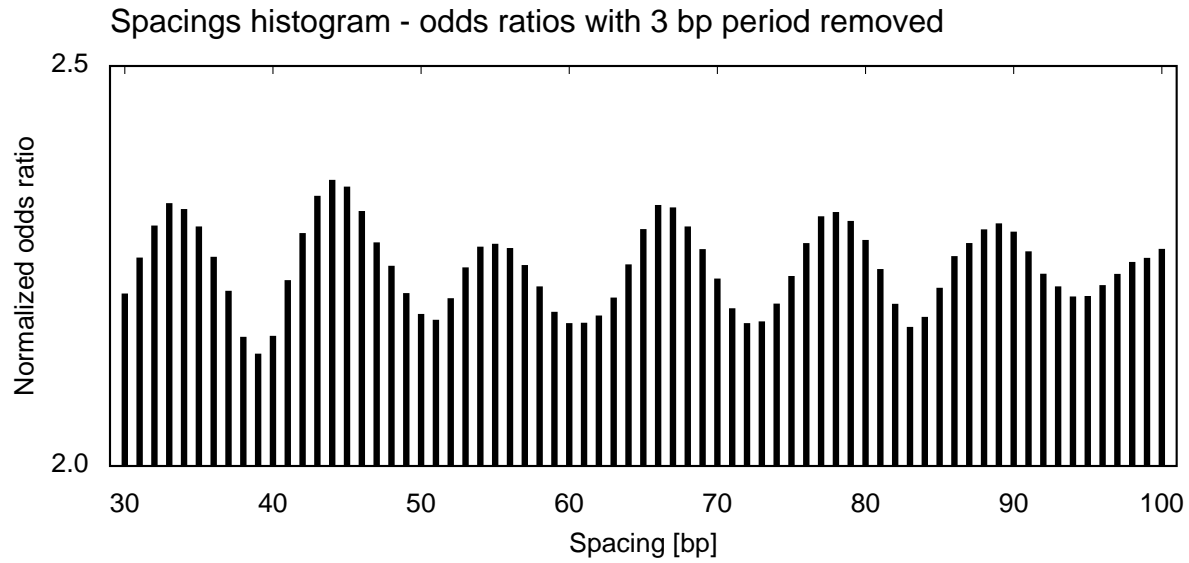 Spacings histogram - odds ratios with 3 bp period removed
2.5
Normalized odds ratio
2.0
30 40 50 60 70 80 90 100
Spacing [bp]